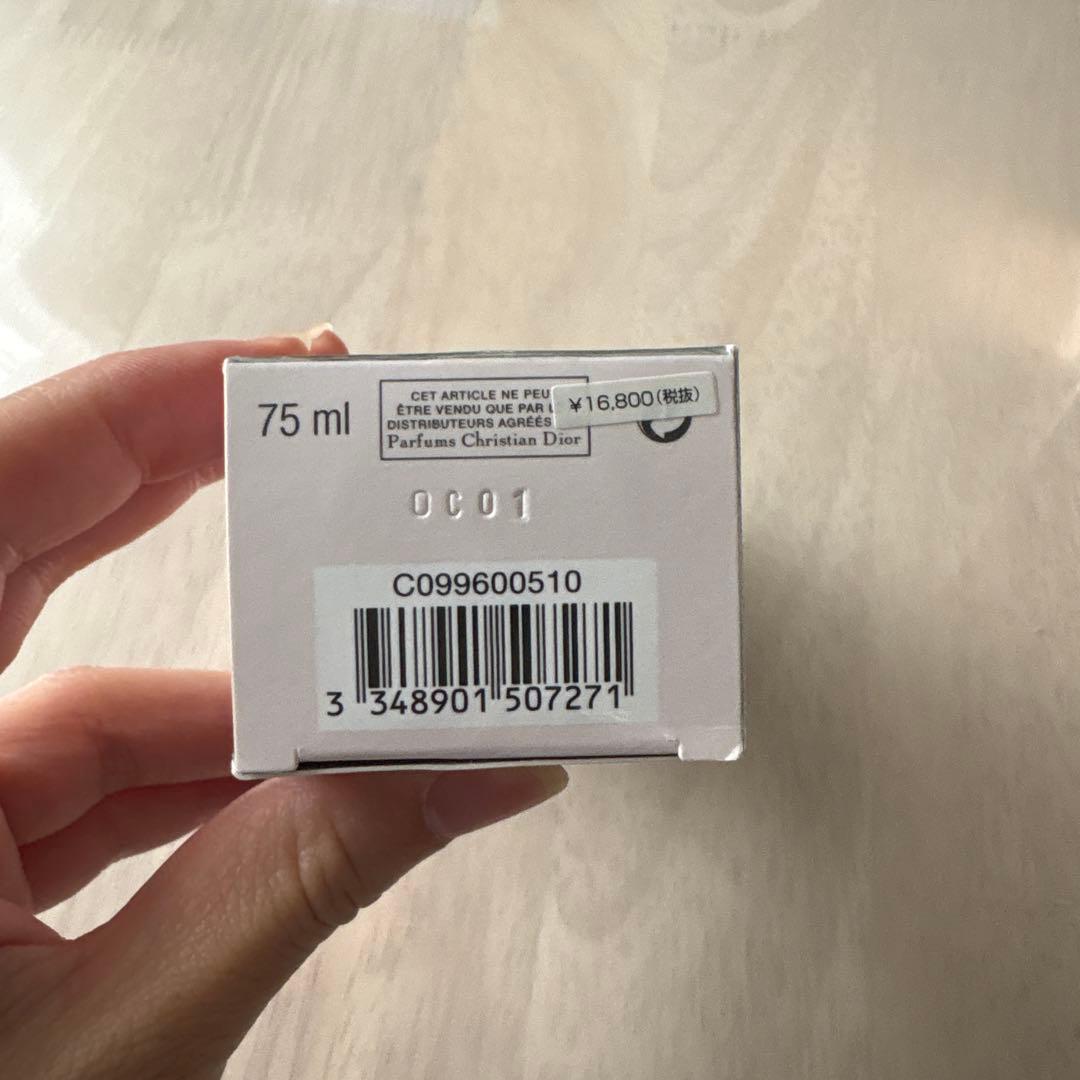 75 ml
CET ARTICLE NE PEU
ÊTRE VENDU QUE PAR
DISTRIBUTEURS AGRÉÉS
Parfums Christian Dior
¥16,800(税抜)
0C01
C099600510
3 348901 507271